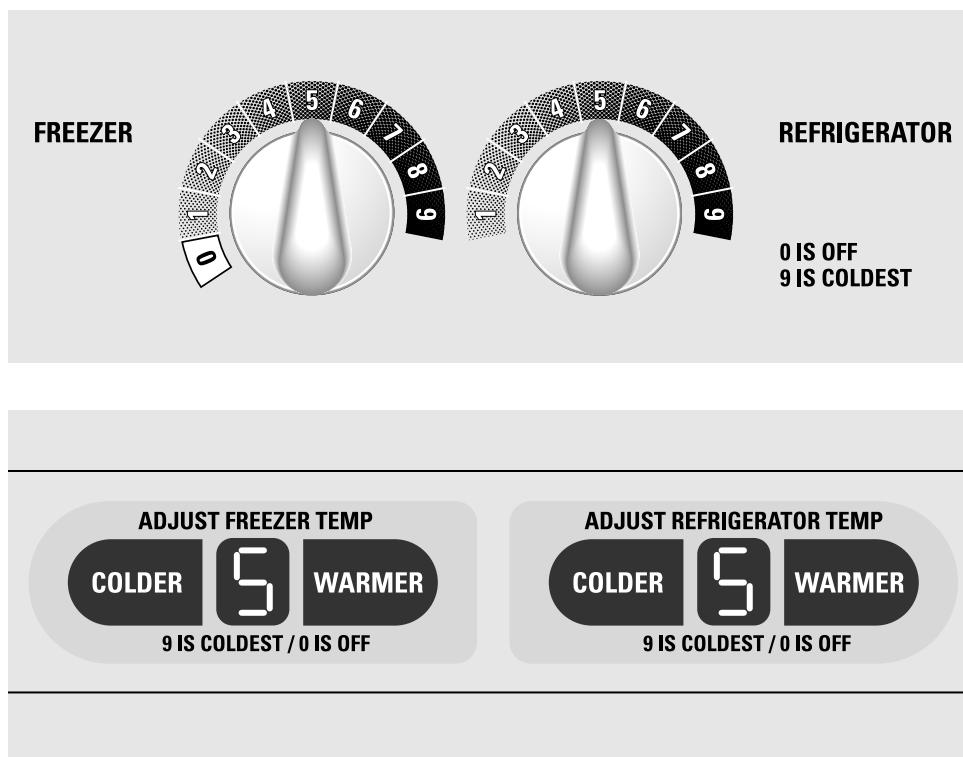 FREEZER
0 1 2 3 4 5 6 7 8 9
1 2 3 4 5 6 7 8 9
REFRIGERATOR
0 IS OFF
9 IS COLDEST
ADJUST FREEZER TEMP
COLDER 5 WARMER
9 IS COLDEST / 0 IS OFF
ADJUST REFRIGERATOR TEMP
COLDER 5 WARMER
9 IS COLDEST / 0 IS OFF